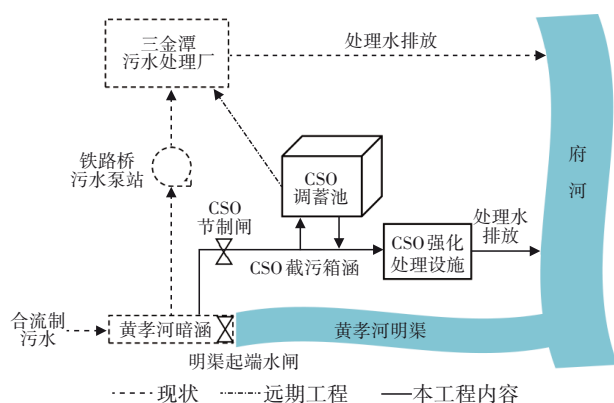 三金潭
污水处理厂
处理水排放
铁路桥
污水泵站
CSO
调蓄池
府
河
CSO
节制闸
处理水
排放
CSO强化
处理设施
CSO截污箱涵
合流制
污水
黄孝河暗涵
黄孝河明渠
明渠起端水闸
现状
远期工程
本工程内容